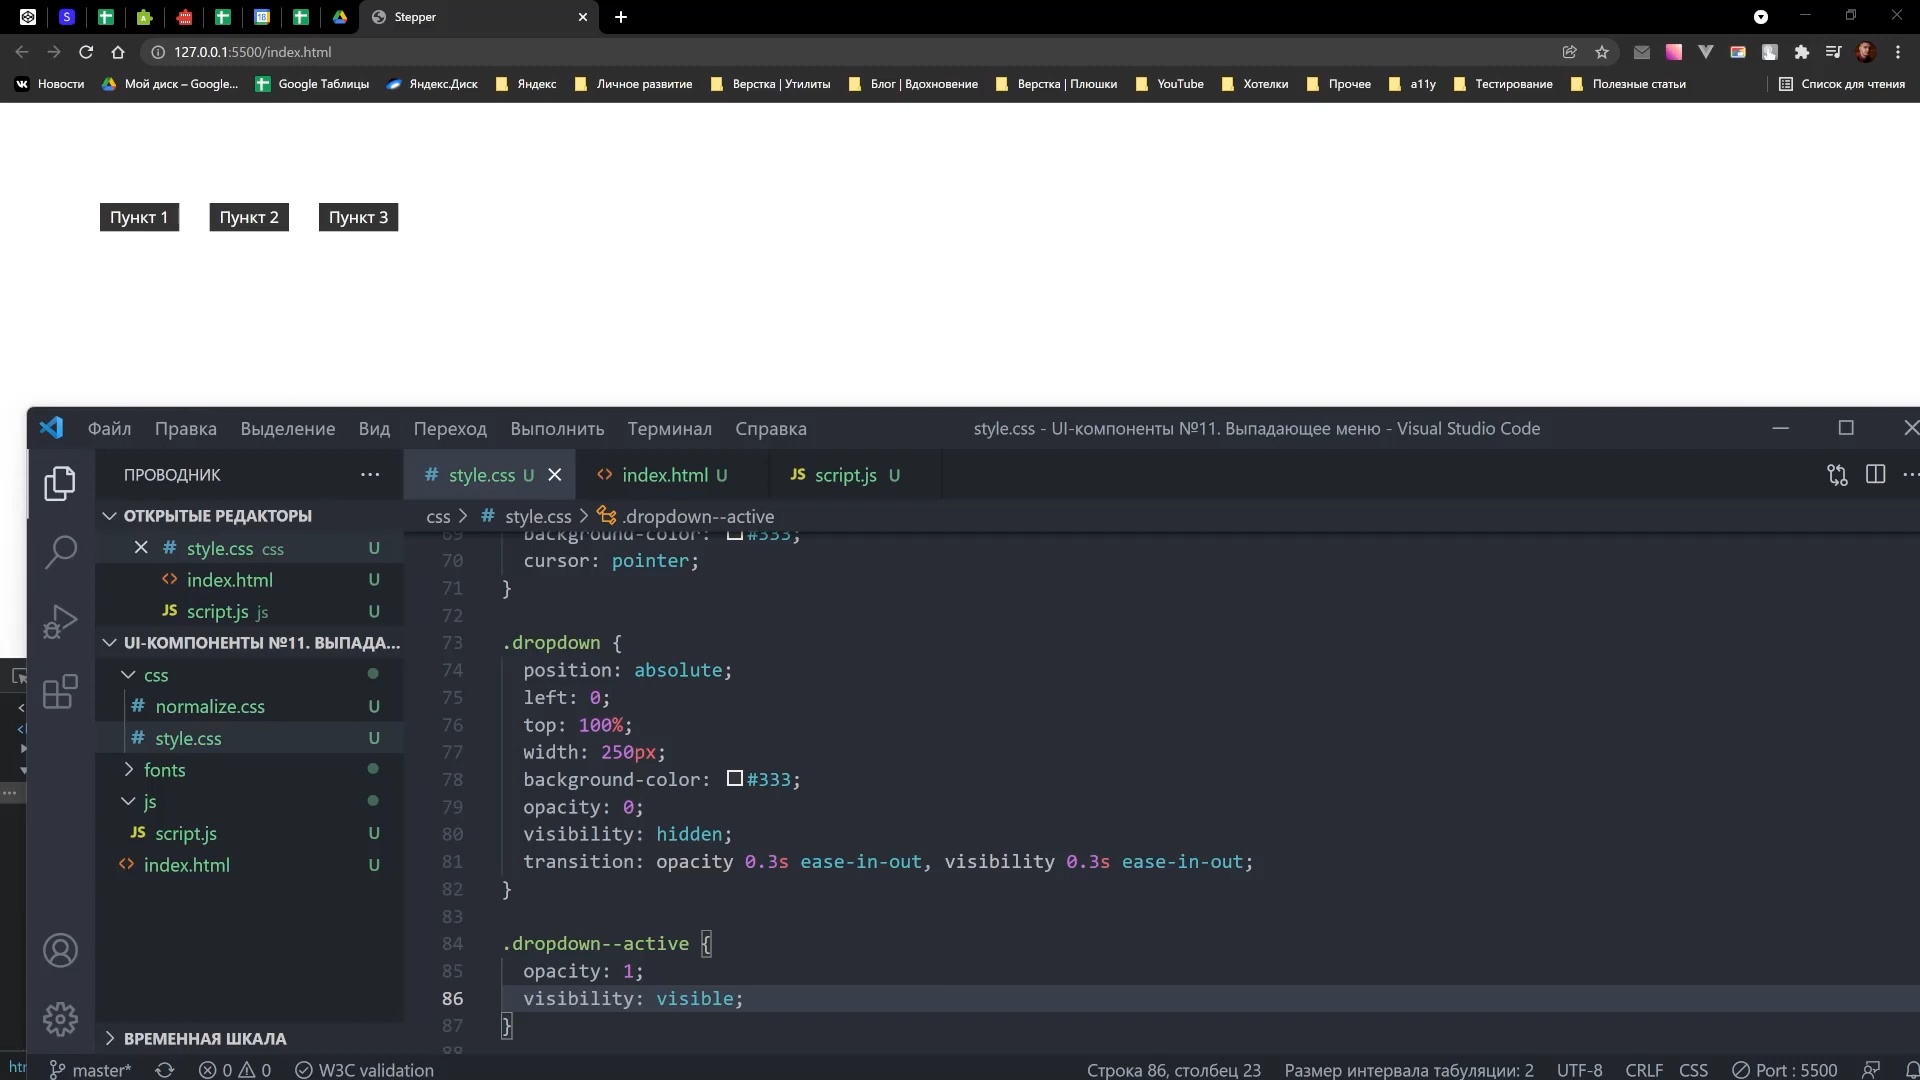 Stepper
127.0.0.1:5500/index.html
Новости Мой диск – Google... Google Таблицы Яндекс.Диск Яндекс Личное развитие Верстка | Утилиты Блог | Вдохновение Верстка | Плюшки YouTube Хотелки Прочее a11y Тестирование Полезные статьи Список для чтения
Пункт 1 Пункт 2 Пункт 3
Файл Правка Выделение Вид Переход Выполнить Терминал Справка style.css - UI-компоненты №11. Выпадающее меню - Visual Studio Code
ПРОВОДНИК
# style.css U
<> index.html U
JS script.js U
ОТКРЫТЫЕ РЕДАКТОРЫ
# style.css css U
<> index.html U
JS script.js js U
UI-КОМПОНЕНТЫ №11. ВЫПАДА...
css
# normalize.css U
# style.css U
fonts
js
JS script.js U
<> index.html U
ВРЕМЕННАЯ ШКАЛА
css > # style.css > .dropdown--active
69 background-color: #333;
70 cursor: pointer;
71 }
72
73 .dropdown {
74 position: absolute;
75 left: 0;
76 top: 100%;
77 width: 250px;
78 background-color: #333;
79 opacity: 0;
80 visibility: hidden;
81 transition: opacity 0.3s ease-in-out, visibility 0.3s ease-in-out;
82 }
83
84 .dropdown--active {
85 opacity: 1;
86 visibility: visible;
87 }
88
master* 0 0 W3C validation Строка 86, столбец 23 Размер интервала табуляции: 2 UTF-8 CRLF CSS Port : 5500